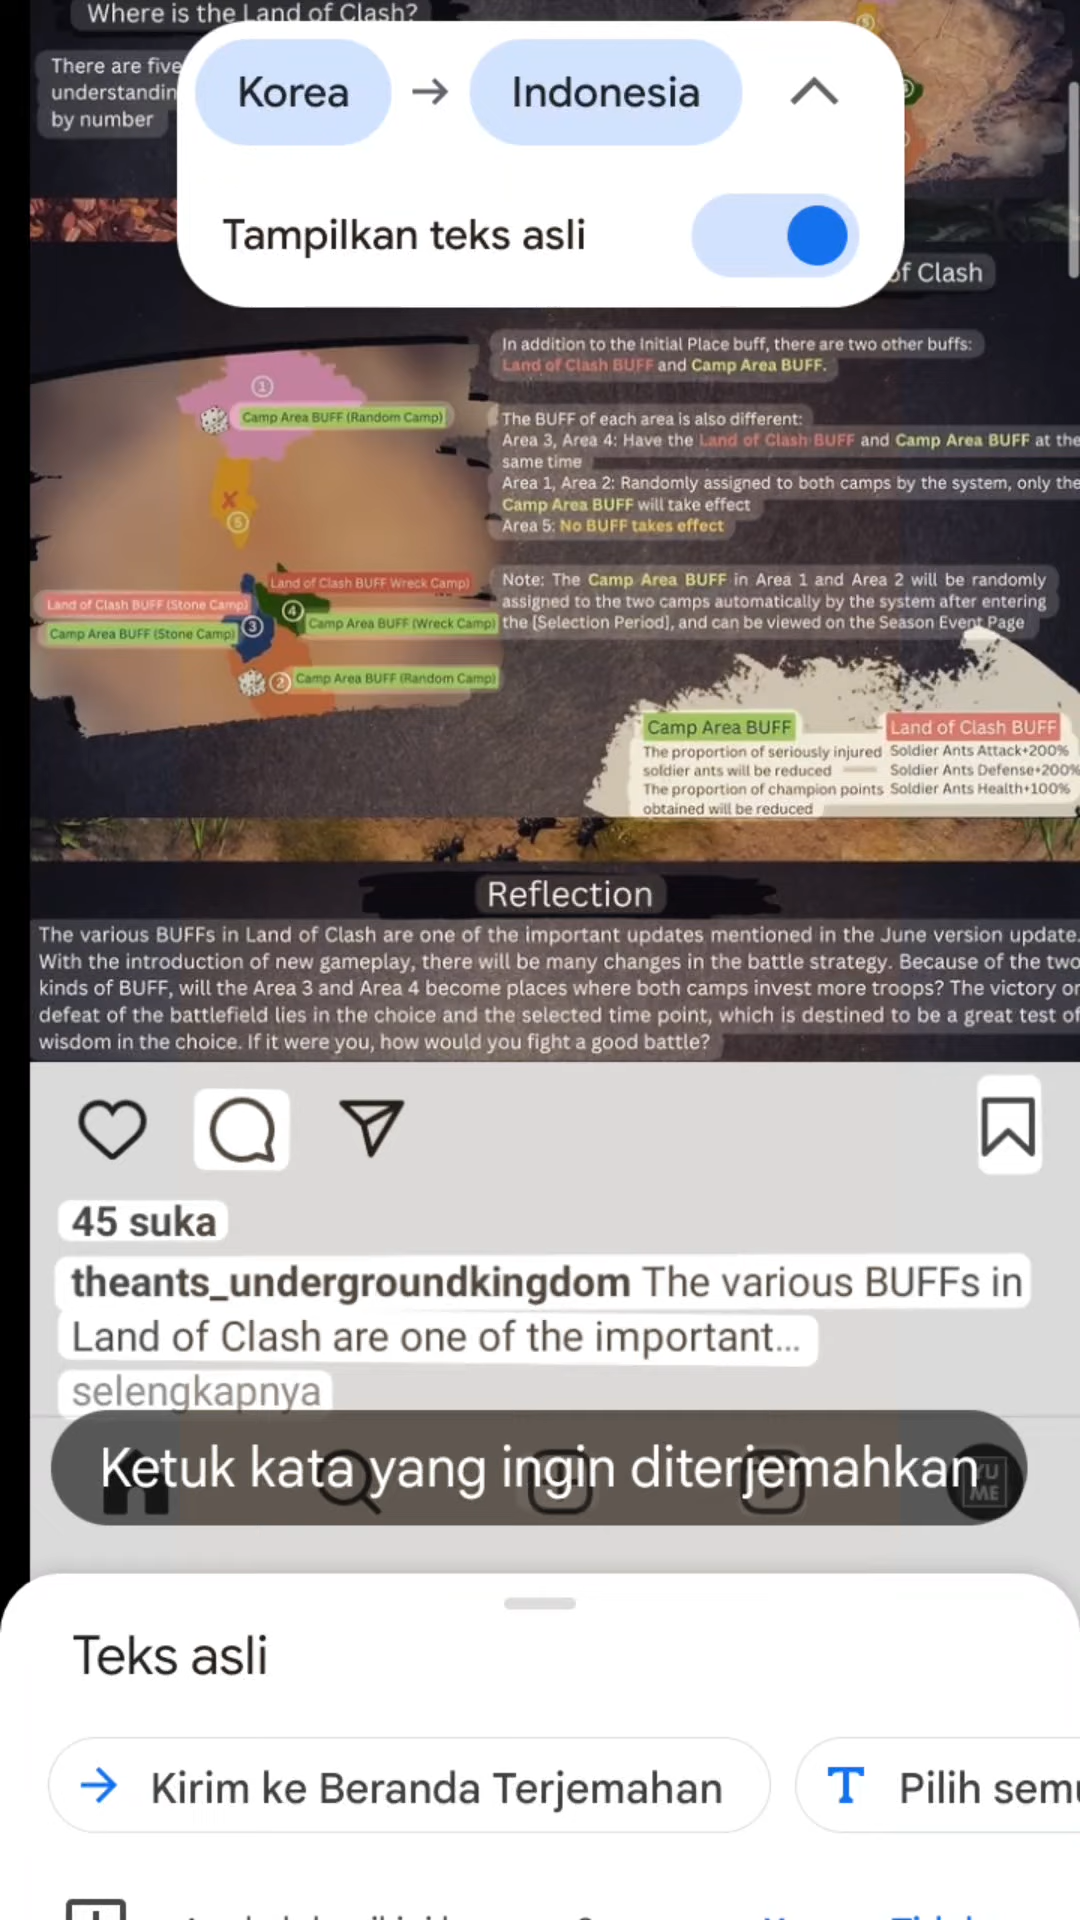 Where is the Land of Clash?
There are five
understandin
by number
Korea → Indonesia
Tampilkan teks asli
of Clash
In addition to the Initial Place buff, there are two other buffs:
Land of Clash BUFF and Camp Area BUFF.
The BUFF of each area is also different:
Area 3, Area 4: Have the Land of Clash BUFF and Camp Area BUFF at the
same time
Area 1, Area 2: Randomly assigned to both camps by the system, only the
Camp Area BUFF will take effect
Area 5: No BUFF takes effect
Note: The Camp Area BUFF in Area 1 and Area 2 will be randomly
assigned to the two camps automatically by the system after entering
the [Selection Period], and can be viewed on the Season Event Page
1
Camp Area BUFF (Random Camp)
5
Land of Clash BUFF Wreck Camp)
Land of Clash BUFF (Stone Camp)
4
Camp Area BUFF (Wreck Camp)
Camp Area BUFF (Stone Camp)
3
2 Camp Area BUFF (Random Camp)
Camp Area BUFF
The proportion of seriously injured
soldier ants will be reduced
The proportion of champion points
obtained will be reduced
Land of Clash BUFF
Soldier Ants Attack+200%
Soldier Ants Defense+200%
Soldier Ants Health+100%
Reflection
The various BUFFs in Land of Clash are one of the important updates mentioned in the June version update.
With the introduction of new gameplay, there will be many changes in the battle strategy. Because of the two
kinds of BUFF, will the Area 3 and Area 4 become places where both camps invest more troops? The victory or
defeat of the battlefield lies in the choice and the selected time point, which is destined to be a great test of
wisdom in the choice. If it were you, how would you fight a good battle?
45 suka
theants_undergroundkingdom The various BUFFs in
Land of Clash are one of the important...
selengkapnya
Ketuk kata yang ingin diterjemahkan
YU
ME
Teks asli
Kirim ke Beranda Terjemahan
T Pilih semu